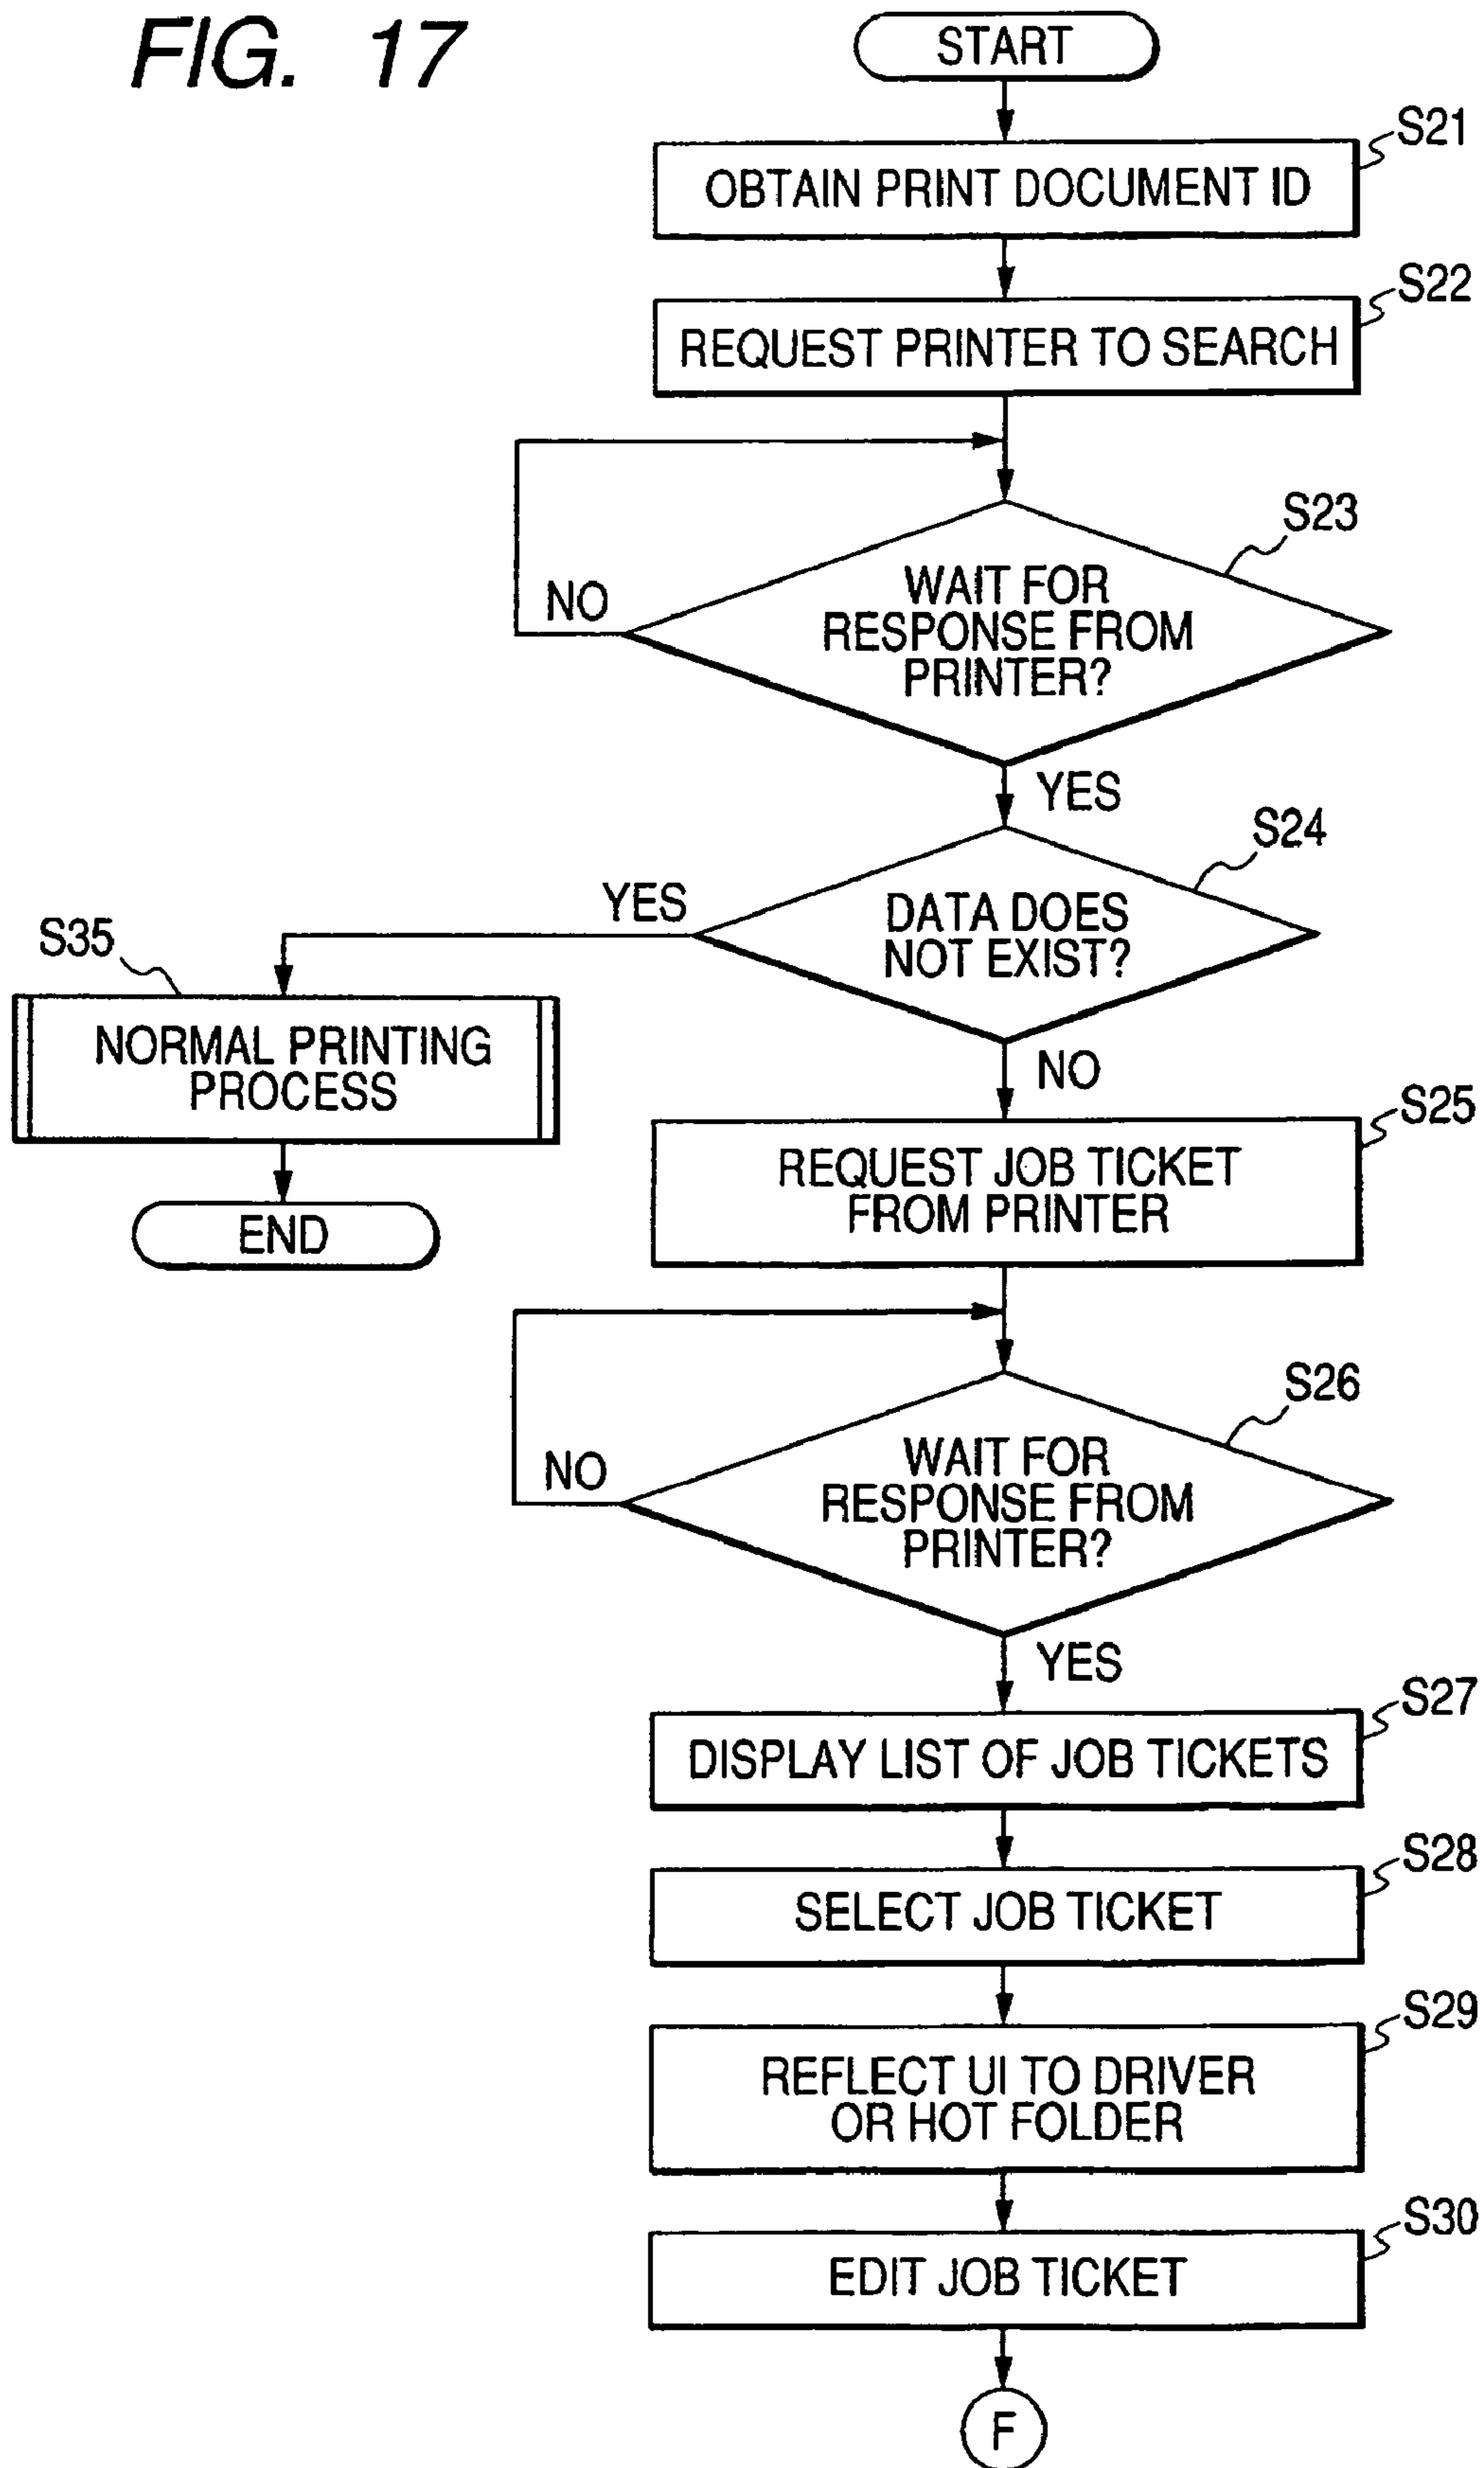 FIG. 17
START
S21
OBTAIN PRINT DOCUMENT ID
S22
REQUEST PRINTER TO SEARCH
S23
WAIT FOR
RESPONSE FROM
PRINTER?
NO
YES
S24
DATA DOES
NOT EXIST?
YES
S35
NORMAL PRINTING
PROCESS
END
NO
S25
REQUEST JOB TICKET
FROM PRINTER
S26
WAIT FOR
RESPONSE FROM
PRINTER?
NO
YES
S27
DISPLAY LIST OF JOB TICKETS
S28
SELECT JOB TICKET
S29
REFLECT UI TO DRIVER
OR HOT FOLDER
S30
EDIT JOB TICKET
F